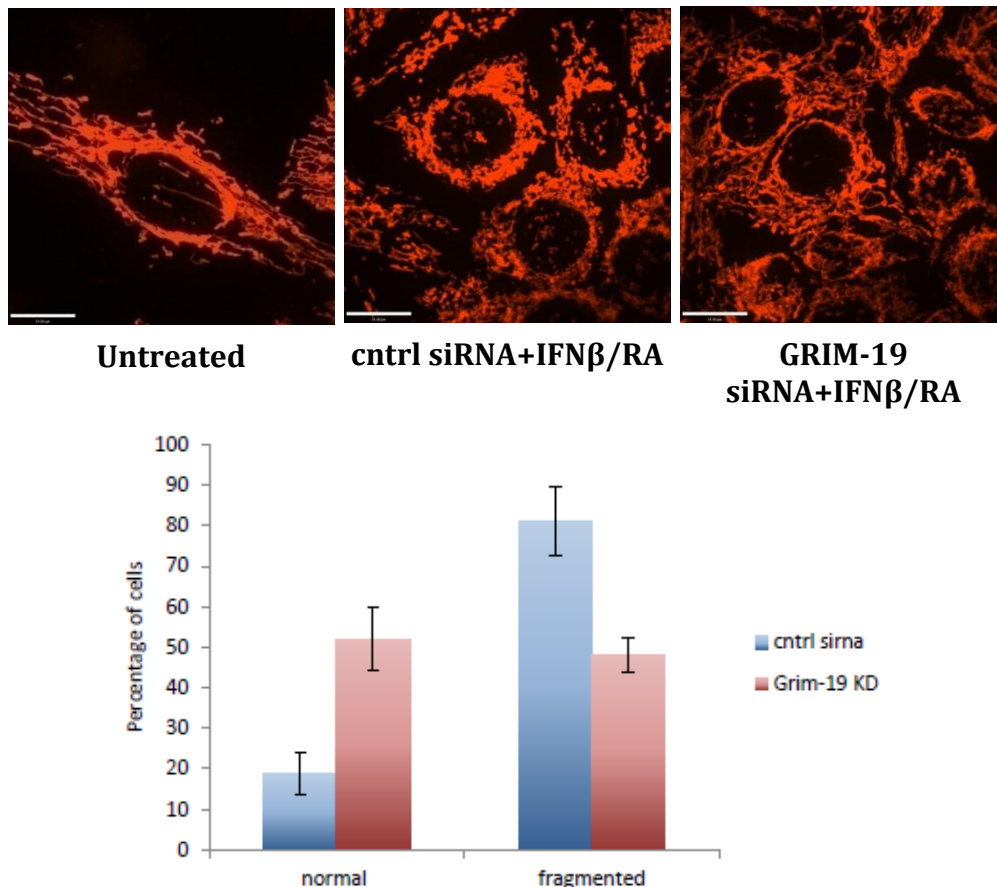 Untreated
cntrl siRNA+IFNβ/RA
GRIM-19
siRNA+IFNβ/RA
100
90
80
70
60
50
40
30
20
10
0
Percentage of cells
normal
fragmented
cntrl sirna
Grim-19 KD